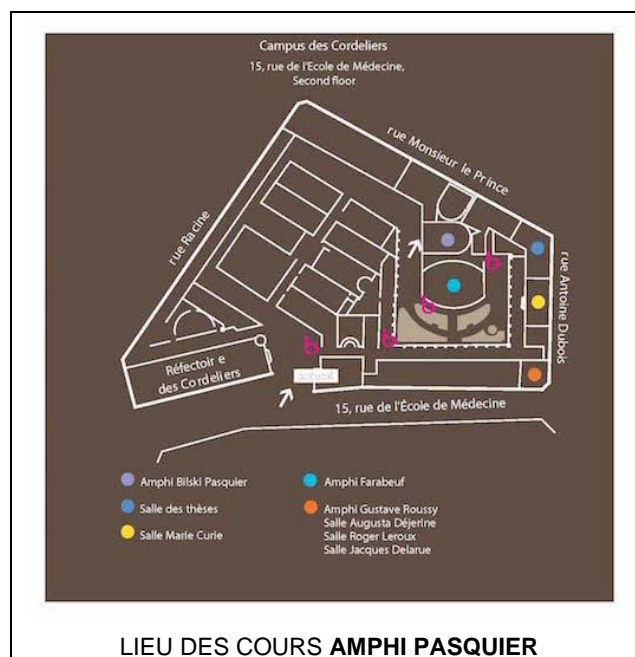 Campus des Cordeliers
15, rue de l'Ecole de Médecine,
Second floor
rue Monsieur le Prince
rue Racine
rue Antoine Dubois
Réfectoir e
des Cordeliers
15, rue de l'École de Médecine
Amphi Bilski Pasquier
Salle des thèses
Salle Marie Curie
Amphi Farabeuf
Amphi Gustave Roussy
Salle Augusta Déjerine
Salle Roger Leroux
Salle Jacques Delarue
LIEU DES COURS AMPHI PASQUIER